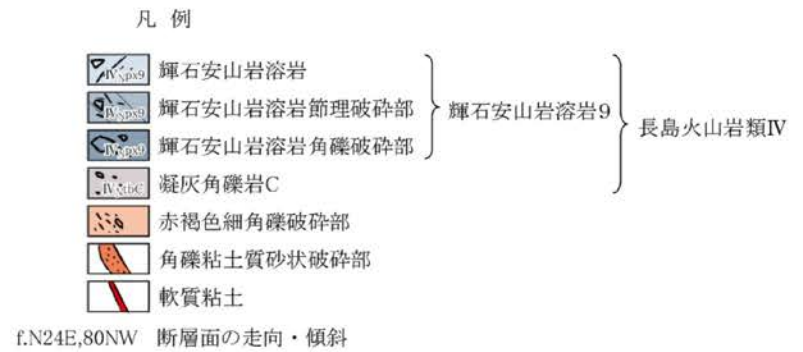 凡 例
Ⅳpx9 輝石安山岩溶岩
Ⅳpx9 輝石安山岩溶岩節理破砕部
Ⅳpx9 輝石安山岩溶岩角礫破砕部
輝石安山岩溶岩9
長島火山岩類Ⅳ
ⅣtbC 凝灰角礫岩C
赤褐色細角礫破砕部
角礫粘土質砂状破砕部
軟質粘土
f.N24E,80NW 断層面の走向・傾斜